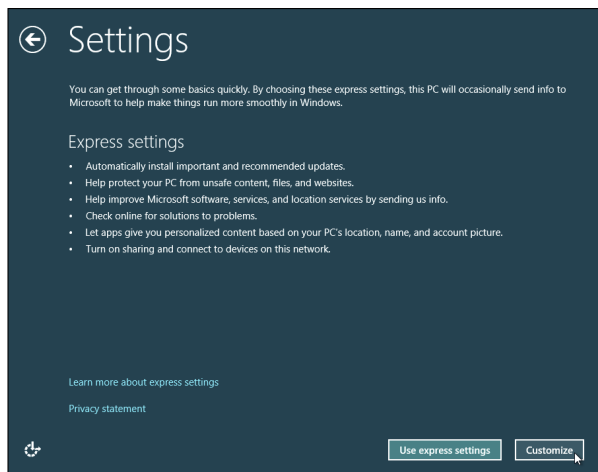 Settings
You can get through some basics quickly. By choosing these express settings, this PC will occasionally send info to
Microsoft to help make things run more smoothly in Windows.
Express settings
• Automatically install important and recommended updates.
• Help protect your PC from unsafe content, files, and websites.
• Help improve Microsoft software, services, and location services by sending us info.
• Check online for solutions to problems.
• Let apps give you personalized content based on your PC's location, name, and account picture.
• Turn on sharing and connect to devices on this network.
Learn more about express settings
Privacy statement
Use express settings Customize